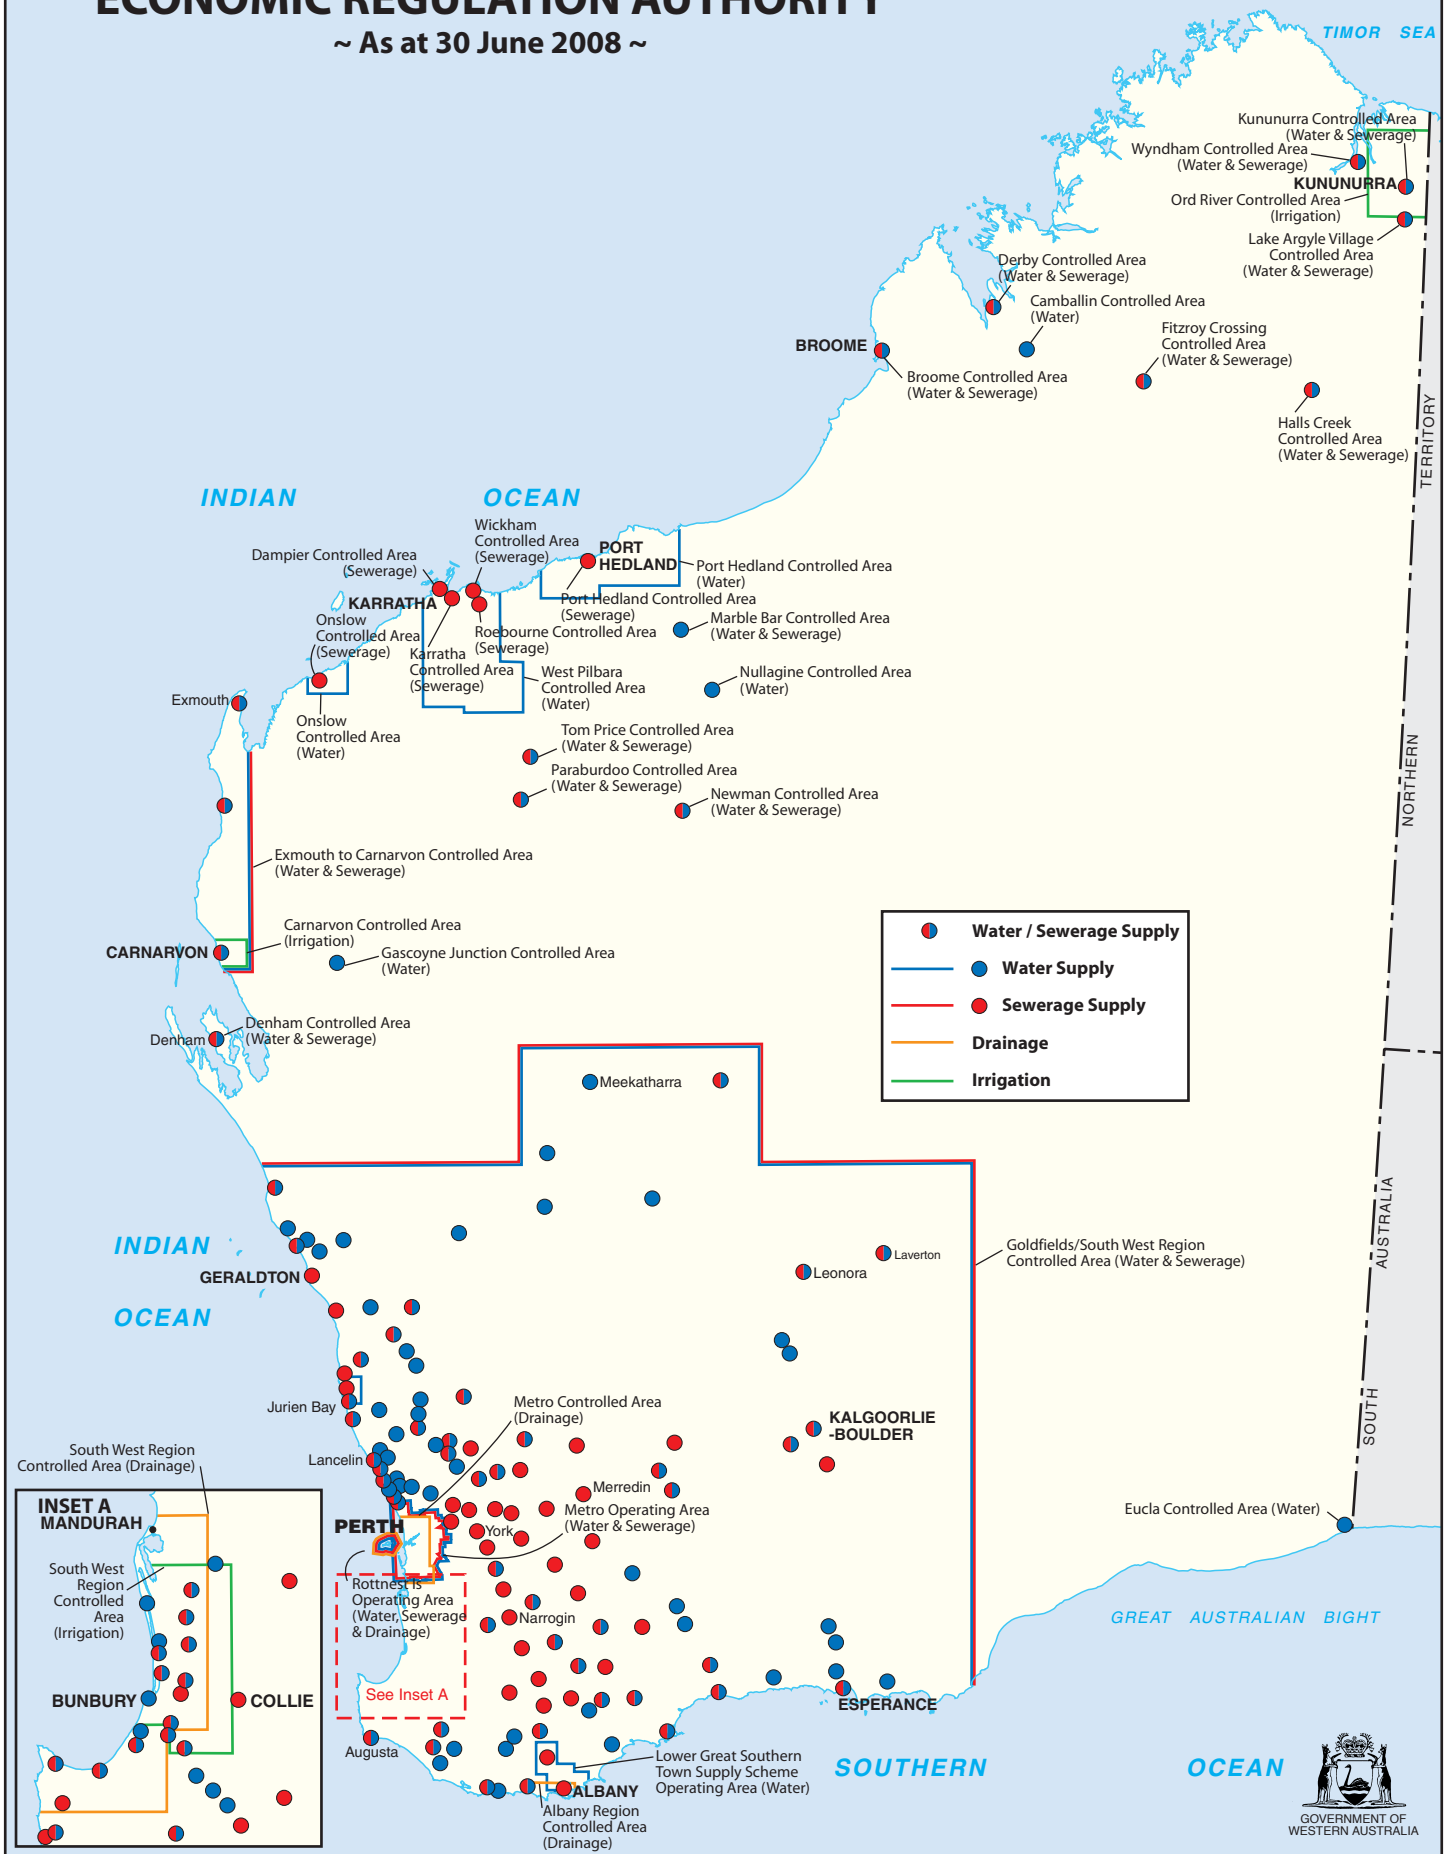 ECONOMIC REGULATION AUTHORITY
~ As at 30 June 2008 ~
TIMOR SEA
Kununurra Controlled Area
(Water & Sewerage)
Wyndham Controlled Area
(Water & Sewerage)
KUNUNURRA
Ord River Controlled Area
(Irrigation)
Lake Argyle Village
Controlled Area
(Water & Sewerage)
Derby Controlled Area
(Water & Sewerage)
Camballin Controlled Area
(Water)
Fitzroy Crossing
Controlled Area
(Water & Sewerage)
BROOME
Broome Controlled Area
(Water & Sewerage)
Halls Creek
Controlled Area
(Water & Sewerage)
NORTHERN TERRITORY
INDIAN OCEAN
Wickham
Controlled Area
(Sewerage)
Dampier Controlled Area
(Sewerage)
PORT
HEDLAND
Port Hedland Controlled Area
(Water)
KARRATHA
Port Hedland Controlled Area
(Sewerage)
Onslow
Controlled Area
(Sewerage)
Roebourne Controlled Area
(Sewerage)
Marble Bar Controlled Area
(Water & Sewerage)
Karratha
Controlled Area
(Sewerage)
West Pilbara
Controlled Area
(Water)
Nullagine Controlled Area
(Water)
Exmouth
Onslow
Controlled Area
(Water)
Tom Price Controlled Area
(Water & Sewerage)
Paraburdoo Controlled Area
(Water & Sewerage)
Newman Controlled Area
(Water & Sewerage)
Exmouth to Carnarvon Controlled Area
(Water & Sewerage)
Carnarvon Controlled Area
(Irrigation)
CARNARVON
Gascoyne Junction Controlled Area
(Water)
Denham Controlled Area
(Water & Sewerage)
Denham
Water / Sewerage Supply
Water Supply
Sewerage Supply
Drainage
Irrigation
Meekatharra
SOUTH AUSTRALIA
INDIAN
OCEAN
GERALDTON
Laverton
Leonora
Goldfields/South West Region
Controlled Area (Water & Sewerage)
Jurien Bay
Metro Controlled Area
(Drainage)
KALGOORLIE
-BOULDER
Lancelin
Merredin
Metro Operating Area
(Water & Sewerage)
PERTH
York
Eucla Controlled Area (Water)
Rottnest Is
Operating Area
(Water, Sewerage
& Drainage)
Narrogin
GREAT AUSTRALIAN BIGHT
See Inset A
ESPERANCE
Augusta
Lower Great Southern
Town Supply Scheme
Operating Area (Water)
ALBANY
Albany Region
Controlled Area
(Drainage)
SOUTHERN OCEAN
South West Region
Controlled Area (Drainage)
INSET A
MANDURAH
South West
Region
Controlled
Area
(Irrigation)
BUNBURY
COLLIE
GOVERNMENT OF
WESTERN AUSTRALIA